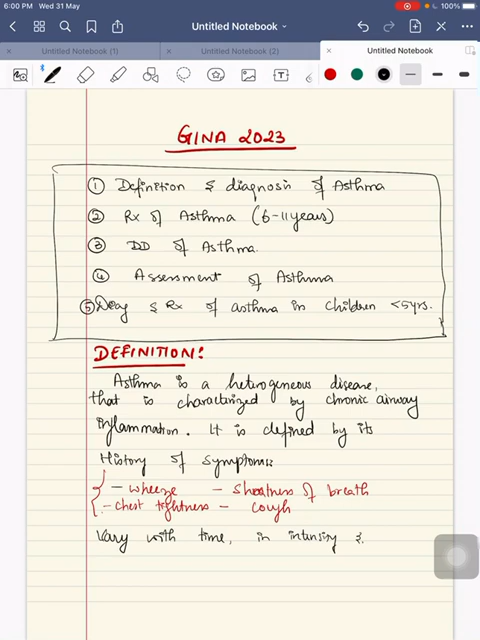 6:00 PM Wed 31 May
100%
Untitled Notebook
Untitled Notebook (1)
Untitled Notebook (2)
Untitled Notebook
GINA 2023
① Definition & diagnosis of Asthma
② Rx of Asthma (6-11 years)
③ DD of Asthma.
④ Assessment of Asthma
⑤ Diag & Rx of asthma in children <5yrs.
DEFINITION:
Asthma is a heterogeneous disease,
that is characterized by chronic airway
inflammation. It is defined by its
History of symptoms
- wheeze - shortness of breath
- chest tightness - cough
Vary with time, in intensity &